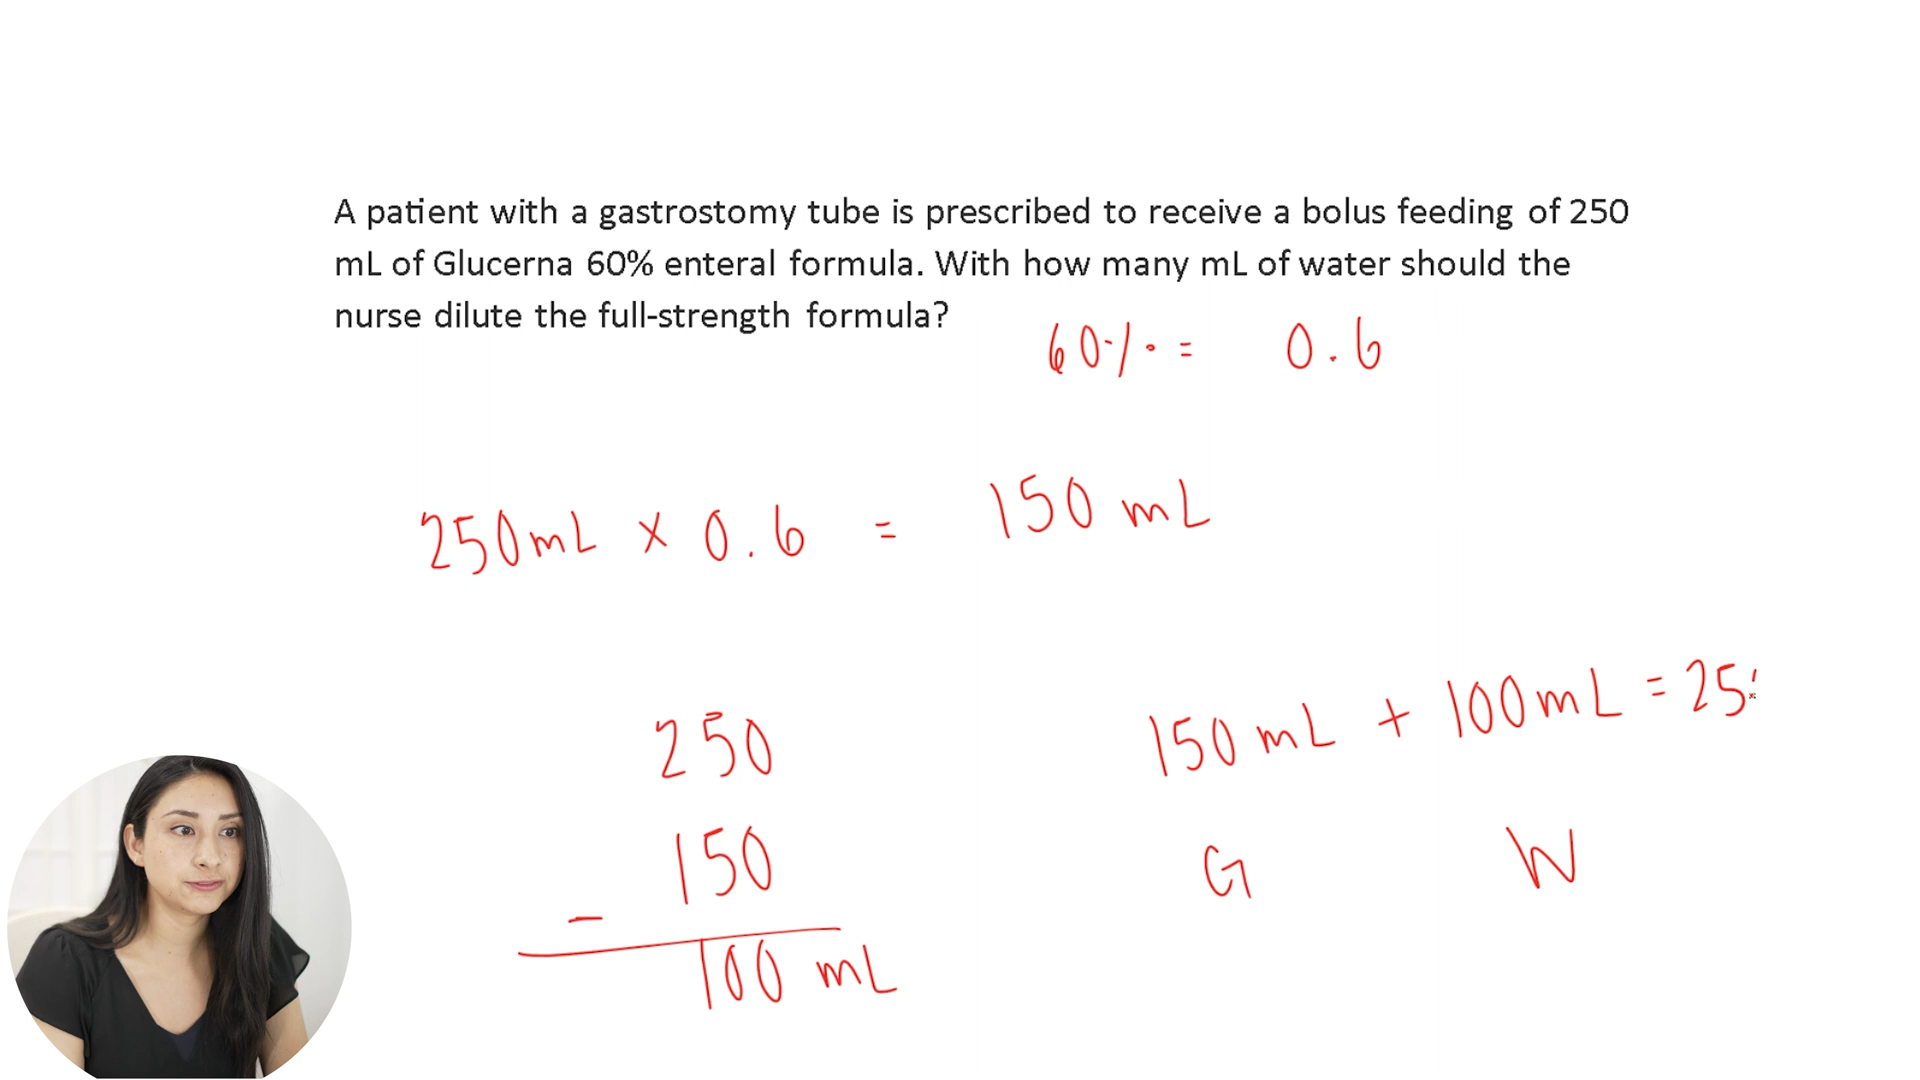 A patient with a gastrostomy tube is prescribed to receive a bolus feeding of 250
mL of Glucerna 60% enteral formula. With how many mL of water should the
nurse dilute the full-strength formula?
60% = 0.6
250mL x 0.6 = 150 mL
250
150
-
100 mL
150 mL + 100mL = 25
G W